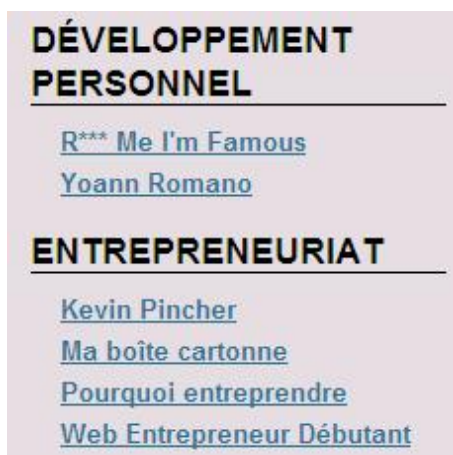 DÉVELOPPEMENT
PERSONNEL
R*** Me I'm Famous
Yoann Romano
ENTREPRENEURIAT
Kevin Pincher
Ma boîte cartonne
Pourquoi entreprendre
Web Entrepreneur Débutant